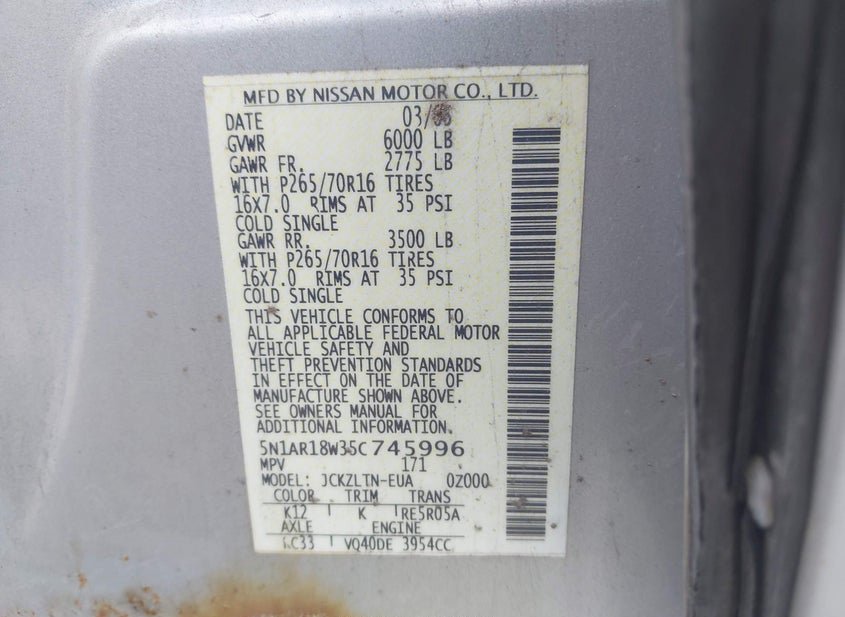 MFD BY NISSAN MOTOR CO., LTD.
DATE 03/
GVWR 6000 LB
GAWR FR. 2775 LB
WITH P265/70R16 TIRES
16X7.0 RIMS AT 35 PSI
COLD SINGLE
GAWR RR. 3500 LB
WITH P265/70R16 TIRES
16X7.0 RIMS AT 35 PSI
COLD SINGLE
THIS VEHICLE CONFORMS TO
ALL APPLICABLE FEDERAL MOTOR
VEHICLE SAFETY AND
THEFT PREVENTION STANDARDS
IN EFFECT ON THE DATE OF
MANUFACTURE SHOWN ABOVE.
SEE OWNERS MANUAL FOR
ADDITIONAL INFORMATION.
5N1AR18W35C745996
MPV 171
MODEL: JCKZLTN-EUA 0Z000
COLOR TRIM TRANS
K12 K RE5R05A
AXLE ENGINE
C33 VQ40DE 3954CC